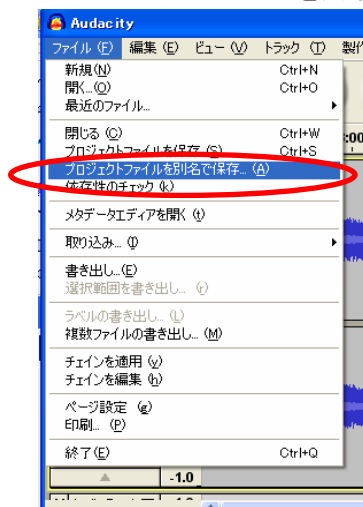 Audacity
ファイル (F) 編集 (E) ビュー (V) トラック (T) 製作
新規(N) Ctrl+N
開く...(O) Ctrl+O
最近のファイル...
閉じる (C) Ctrl+W
プロジェクトファイルを保存 (S) Ctrl+S
プロジェクトファイルを別名で保存... (A)
依存性のチェック (k)
メタデータエディアを開く (t)
取り込み... (I)
書き出し...(E)
選択範囲を書き出し... (r)
ラベルの書き出し... (L)
複数ファイルの書き出し... (M)
チェインを適用 (y)
チェインを編集 (h)
ページ設定 (g)
印刷... (P)
終了(E) Ctrl+Q
-1.0